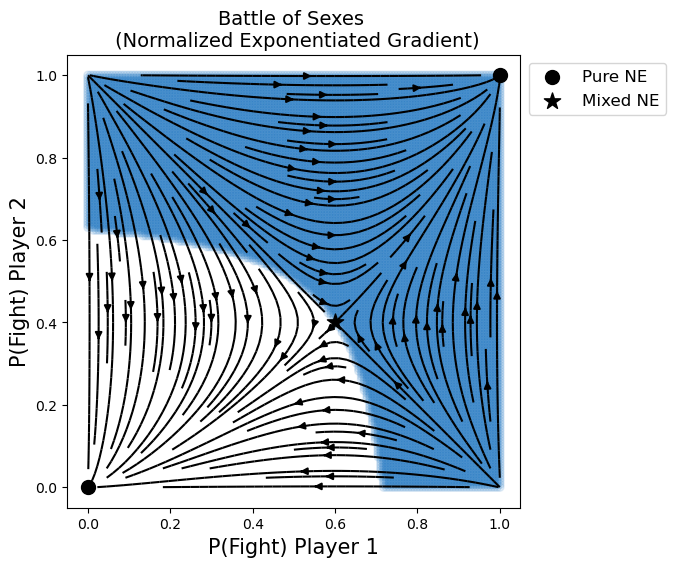 Battle of Sexes
(Normalized Exponentiated Gradient)
Pure NE
Mixed NE
P(Fight) Player 2
1.0
0.8
0.6
0.4
0.2
0.0
0.0 0.2 0.4 0.6 0.8 1.0
P(Fight) Player 1